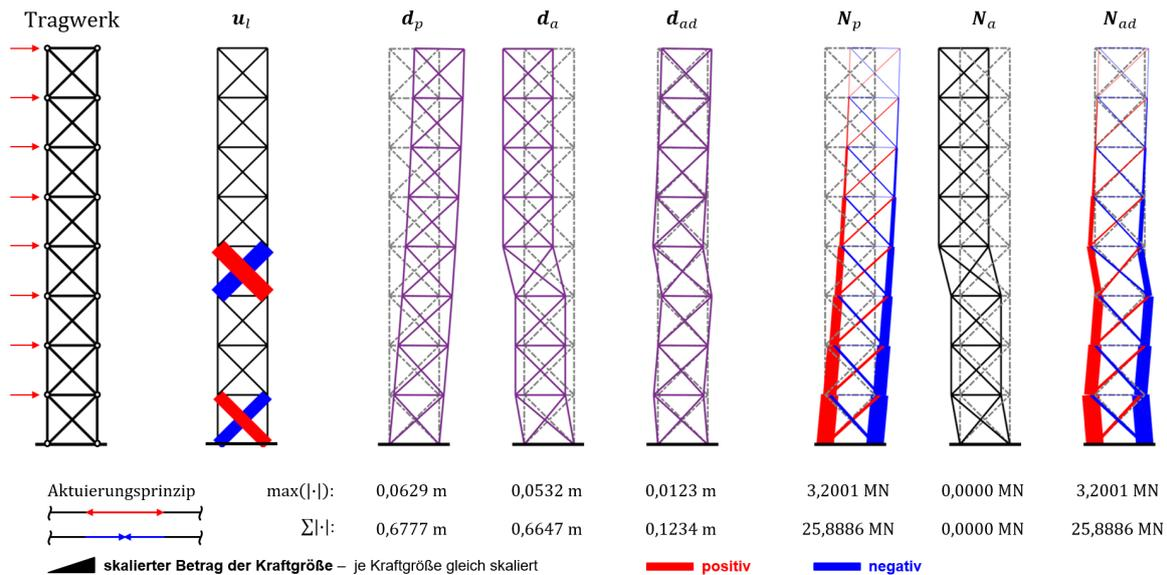 Tragwerk u_l d_p d_a d_ad N_p N_a N_ad
Aktuierungsprinzip max(|·|): 0,0629 m 0,0532 m 0,0123 m 3,2001 MN 0,0000 MN 3,2001 MN
∑|·|: 0,6777 m 0,6647 m 0,1234 m 25,8886 MN 0,0000 MN 25,8886 MN
skalierter Betrag der Kraftgröße – je Kraftgröße gleich skaliert positiv negativ